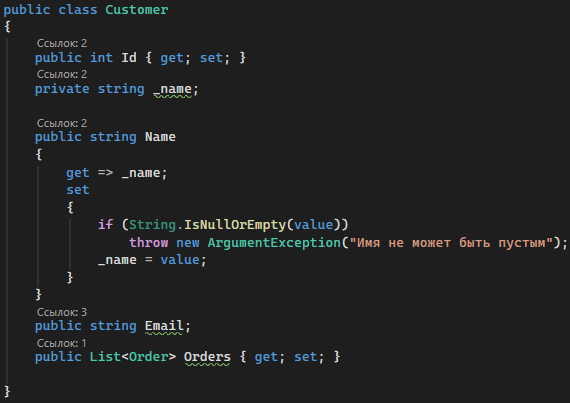 public class Customer
{
Ссылок: 2
public int Id { get; set; }
Ссылок: 2
private string _name;
Ссылок: 2
public string Name
{
get => _name;
set
{
if (String.IsNullOrEmpty(value))
throw new ArgumentException("Имя не может быть пустым");
_name = value;
}
}
Ссылок: 3
public string Email;
Ссылок: 1
public List<Order> Orders { get; set; }
}